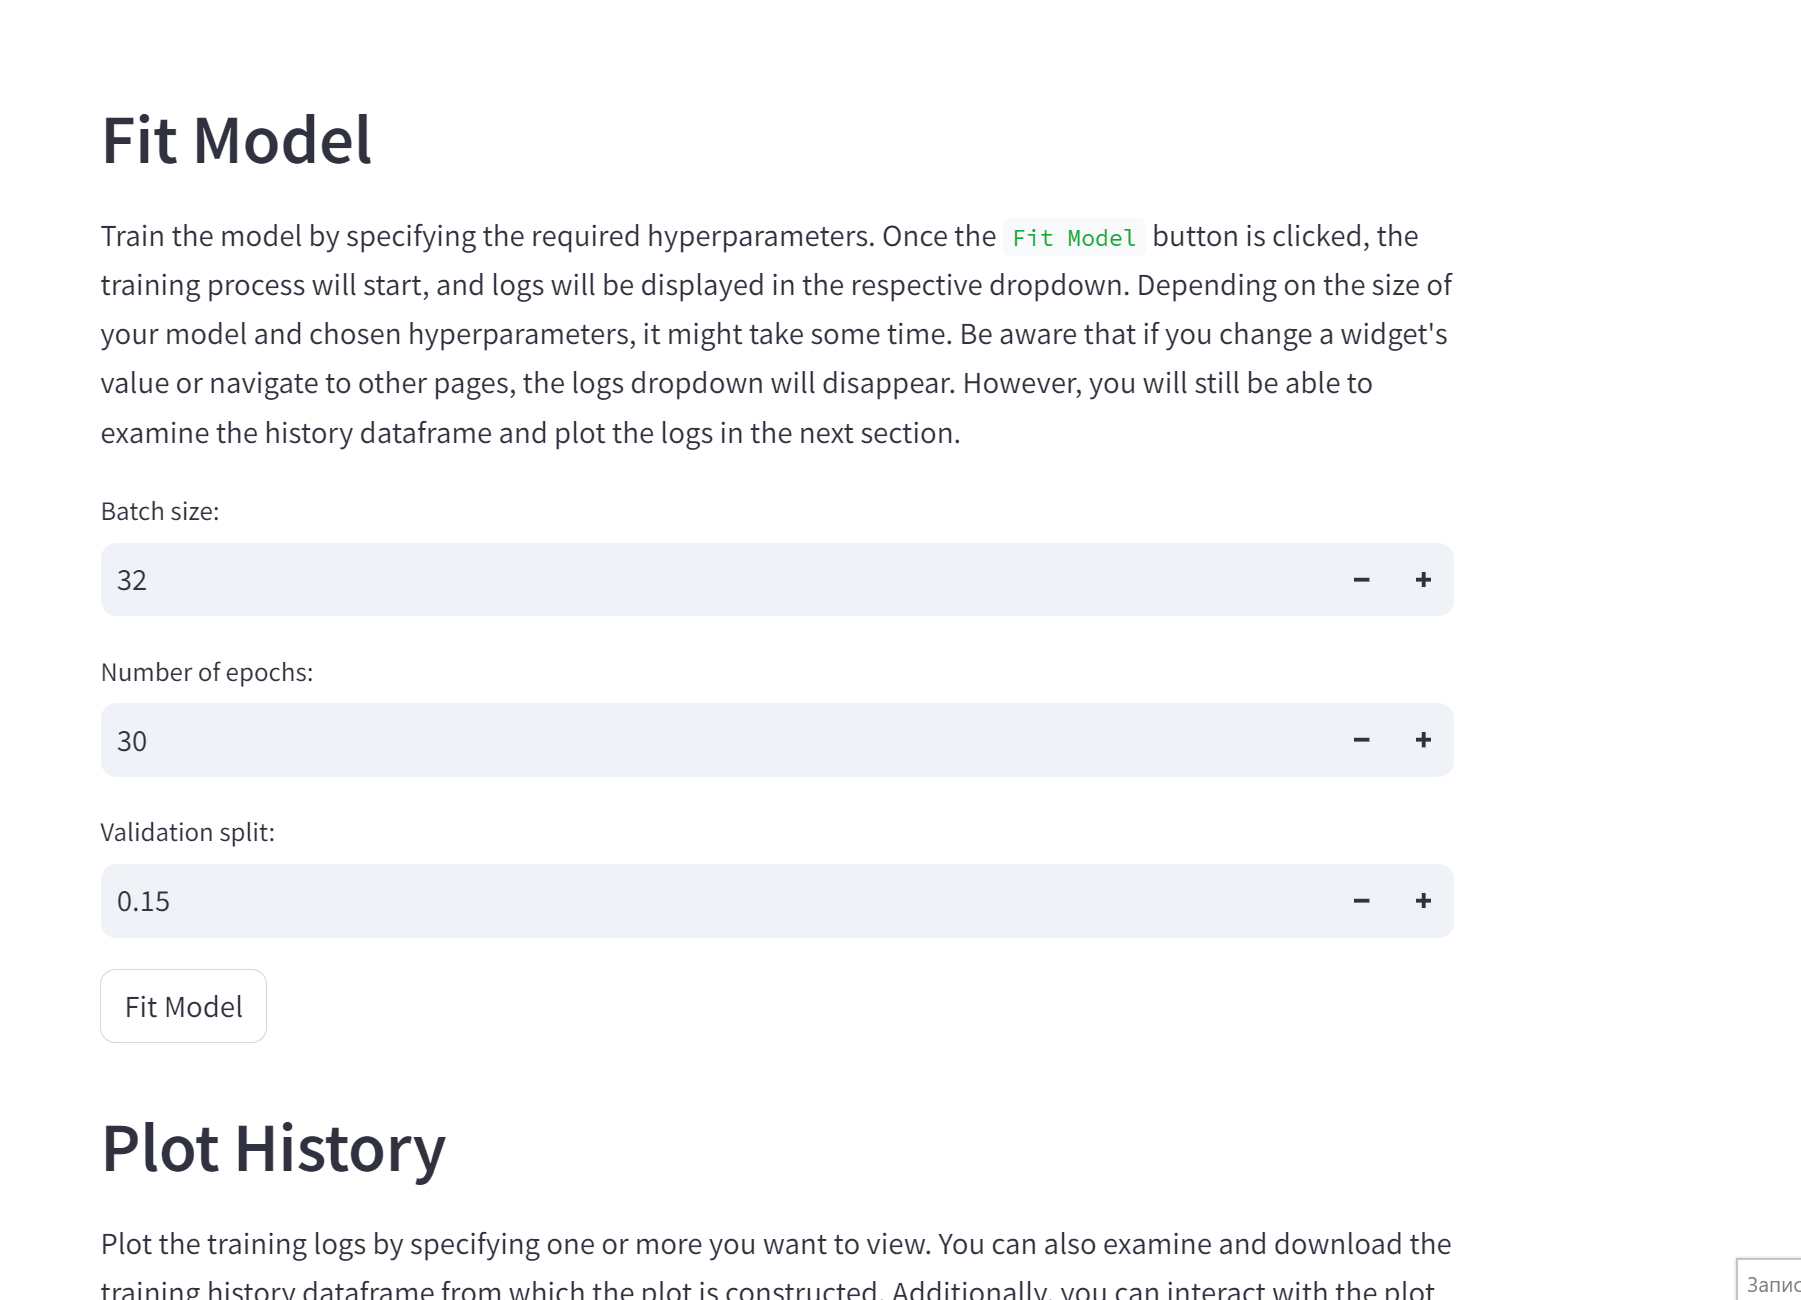 Fit Model
Train the model by specifying the required hyperparameters. Once the Fit Model button is clicked, the
training process will start, and logs will be displayed in the respective dropdown. Depending on the size of
your model and chosen hyperparameters, it might take some time. Be aware that if you change a widget's
value or navigate to other pages, the logs dropdown will disappear. However, you will still be able to
examine the history dataframe and plot the logs in the next section.
Batch size:
32
Number of epochs:
30
Validation split:
0.15
Fit Model
Plot History
Plot the training logs by specifying one or more you want to view. You can also examine and download the
training history dataframe from which the plot is constructed. Additionally, you can interact with the plot